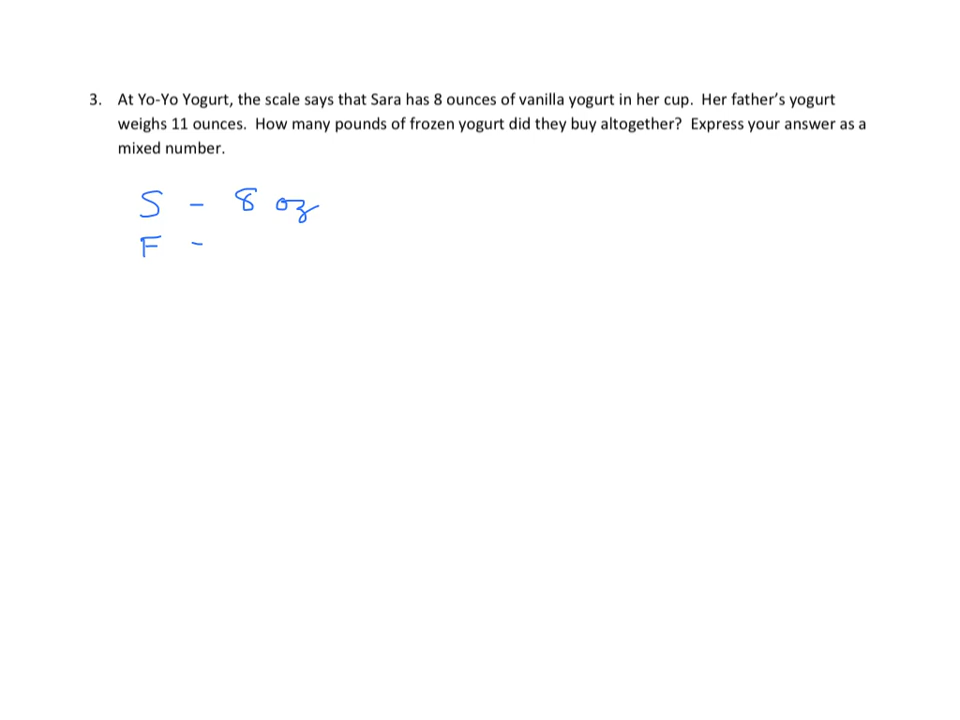 3. At Yo-Yo Yogurt, the scale says that Sara has 8 ounces of vanilla yogurt in her cup. Her father's yogurt
weighs 11 ounces. How many pounds of frozen yogurt did they buy altogether? Express your answer as a
mixed number.
S - 8 oz
F -